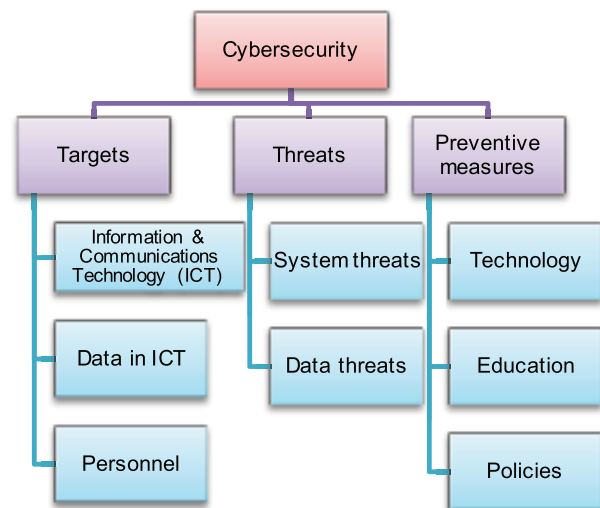 Cybersecurity
Targets
Threats
Preventive
measures
Information &
Communications
Technology (ICT)
Data in ICT
Personnel
System threats
Data threats
Technology
Education
Policies